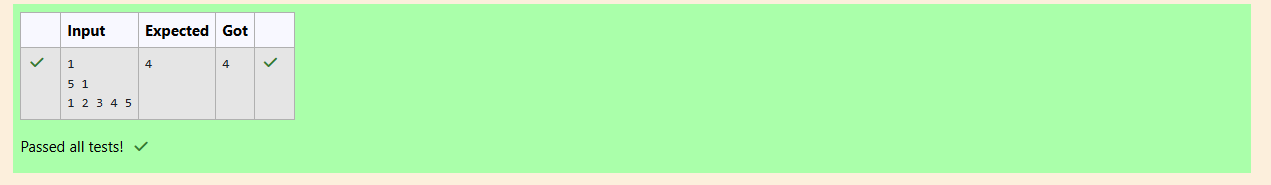 Input Expected Got
1 4 4
5 1
1 2 3 4 5
Passed all tests!